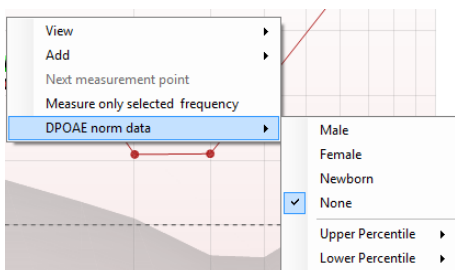 View
Add
Next measurement point
Measure only selected frequency
DPOAE norm data
Male
Female
Newborn
None
Upper Percentile
Lower Percentile